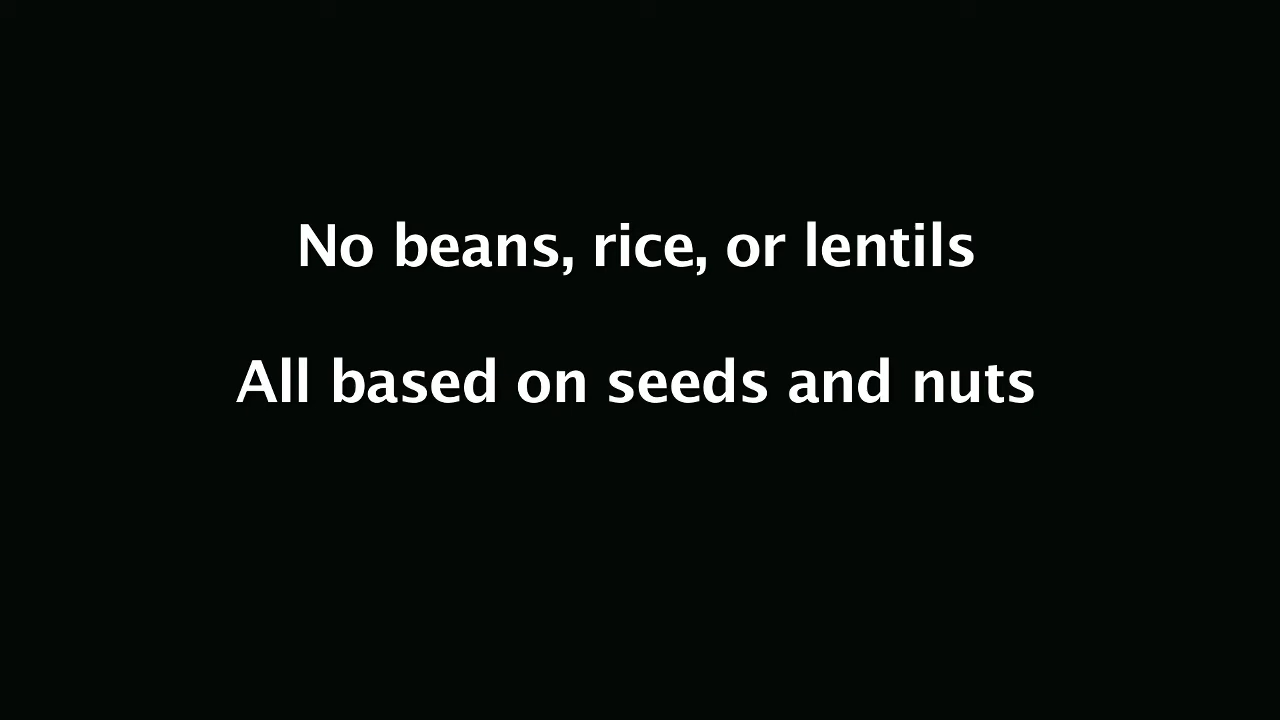 No beans, rice, or lentils
All based on seeds and nuts